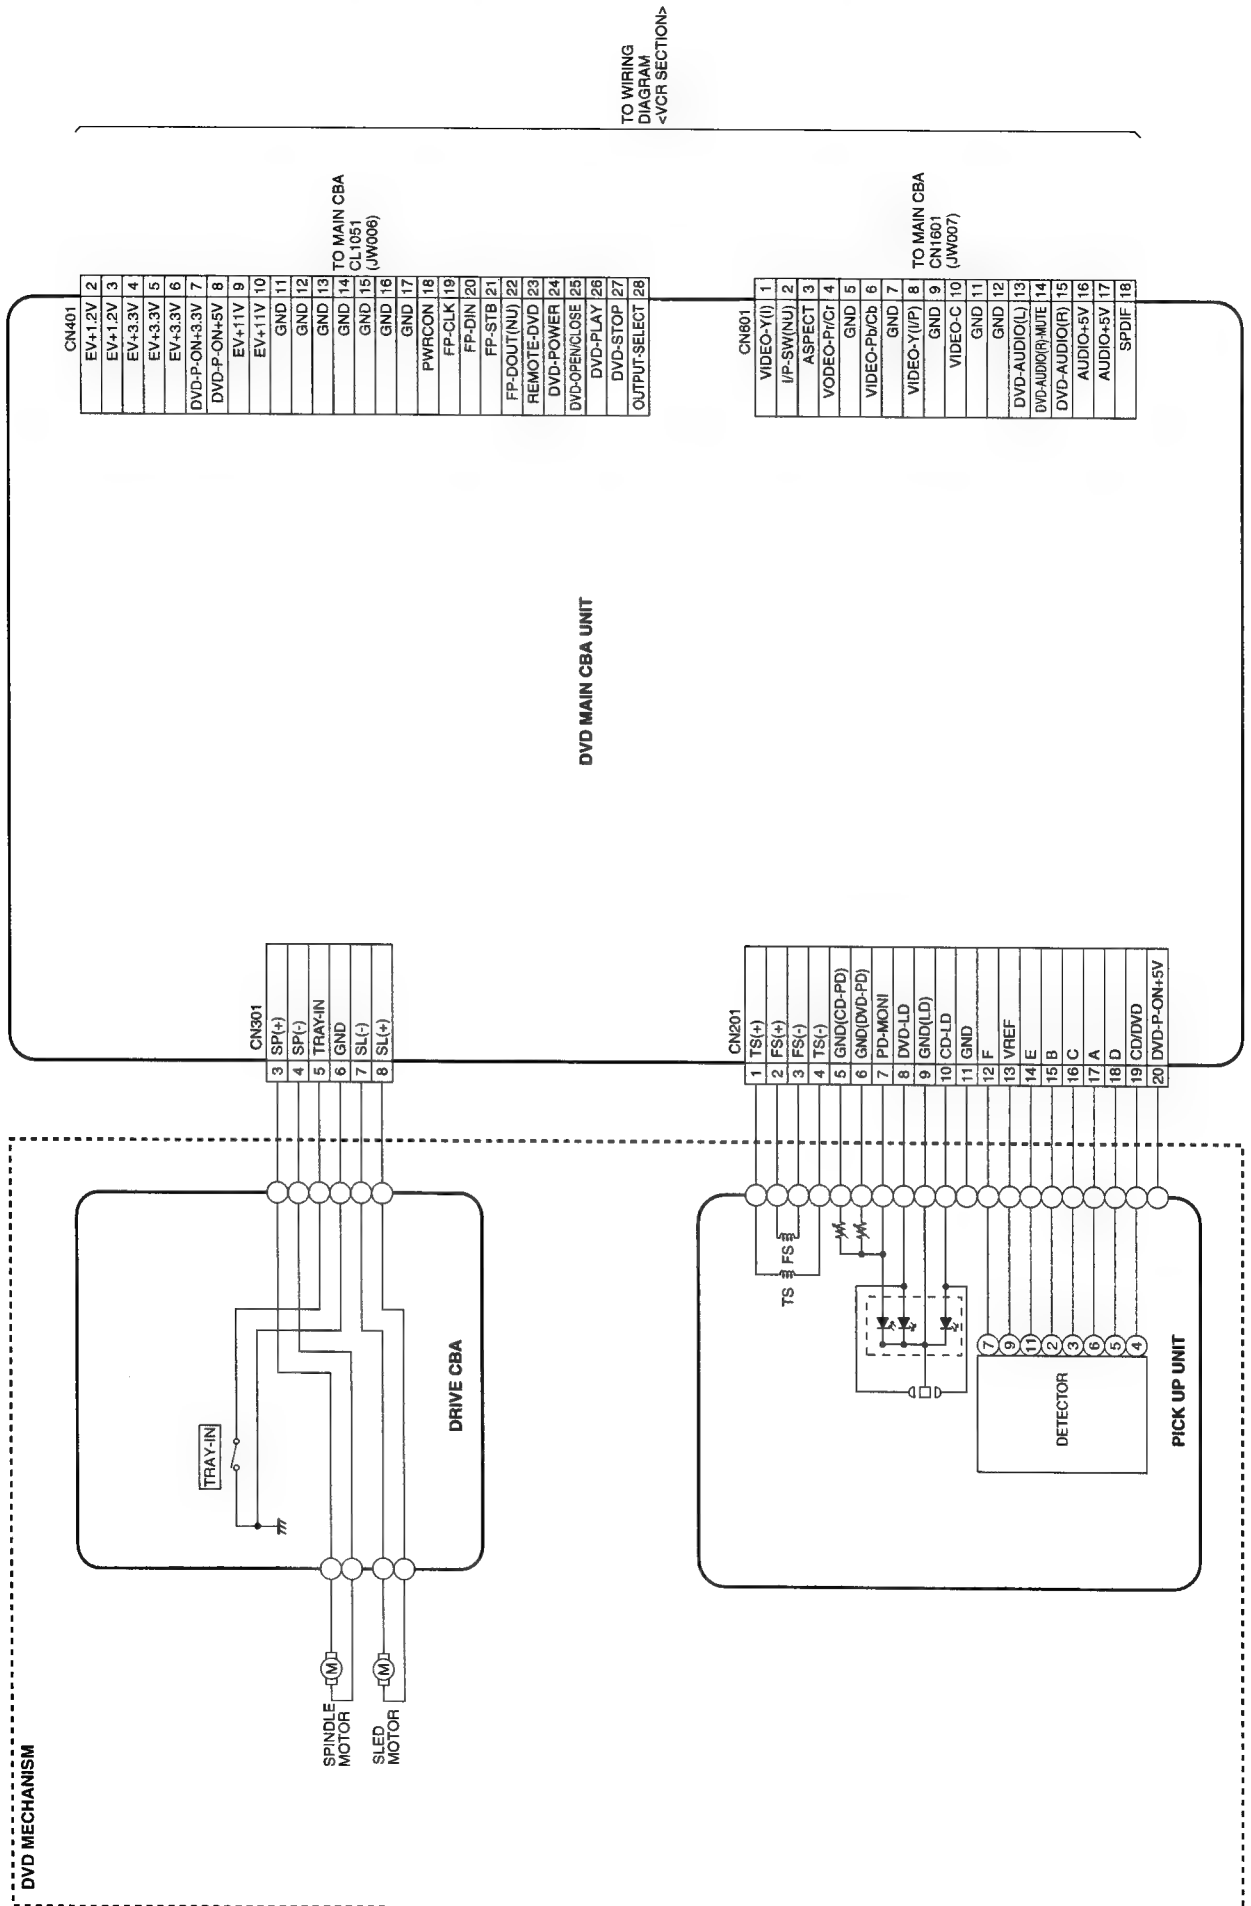 TO WIRING
DIAGRAM
<VCR SECTION>
CN401
EV+1.2V 2
EV+1.2V 3
EV+3.3V 4
EV+3.3V 5
EV+3.3V 6
DVD-P-ON+3.3V 7
DVD-P-ON+5V 8
EV+11V 9
EV+11V 10
GND 11
GND 12
GND 13
GND 14
GND 15
GND 16
GND 17
PWRCON 18
FP-CLK 19
FP-DIN 20
FP-STB 21
FP-DOUT(NU) 22
REMOTE-DVD 23
DVD-POWER 24
DVD-OPEN/CLOSE 25
DVD-PLAY 26
DVD-STOP 27
OUTPUT-SELECT 28
TO MAIN CBA
CL1051
(JW006)
CN601
VIDEO-Y(I) 1
I/P-SW(NU) 2
ASPECT 3
VODEO-Pr/Cr 4
GND 5
VIDEO-Pb/Cb 6
GND 7
VIDEO-Y(I/P) 8
GND 9
VIDEO-C 10
GND 11
GND 12
DVD-AUDIO(L) 13
DVD-AUDIO(R)-MUTE 14
DVD-AUDIO(R) 15
AUDIO+5V 16
AUDIO+5V 17
SPDIF 18
TO MAIN CBA
CN1601
(JW007)
DVD MAIN CBA UNIT
CN301
3 SP(+)
4 SP(-)
5 TRAY-IN
6 GND
7 SL(-)
8 SL(+)
CN201
1 TS(+)
2 FS(+)
3 FS(-)
4 TS(-)
5 GND(CD-PD)
6 GND(DVD-PD)
7 PD-MONI
8 DVD-LD
9 GND(LD)
10 CD-LD
11 GND
12 F
13 VREF
14 E
15 B
16 C
17 A
18 D
19 CD/DVD
20 DVD-P-ON+5V
DVD MECHANISM
TRAY-IN
DRIVE CBA
M
SPINDLE
MOTOR
M
SLED
MOTOR
TS
FS
7
9
11
2
3
6
5
4
DETECTOR
PICK UP UNIT